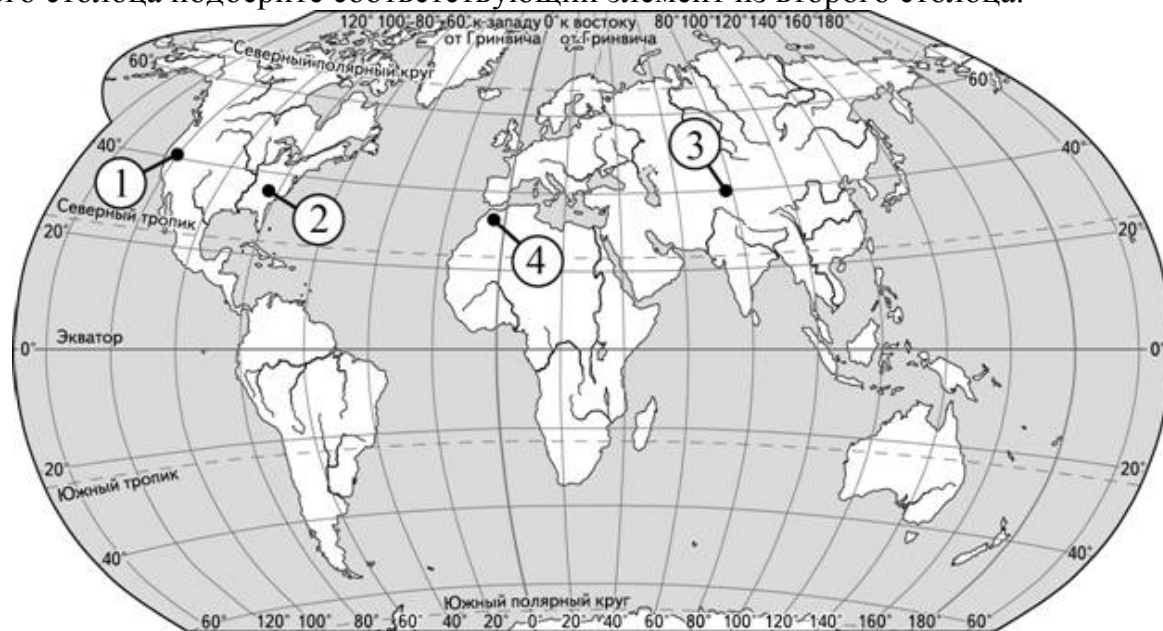 го столбца подберите соответствующий элемент из второго столбца.
120° 100° 80° 60° к западу 0° к востоку 80° 100° 120° 140° 160° 180°
от Гринвича от Гринвича
Северный полярный круг
60° 60°
40° 40°
1
3
2
4
Северный тропик
20° 20°
Экватор
0° 0°
20° 20°
Южный тропик
40° 40°
Южный полярный круг
60° 120° 100° 80° 60° 40° 20° 0° 20° 40° 60° 80° 100° 120° 140° 60°